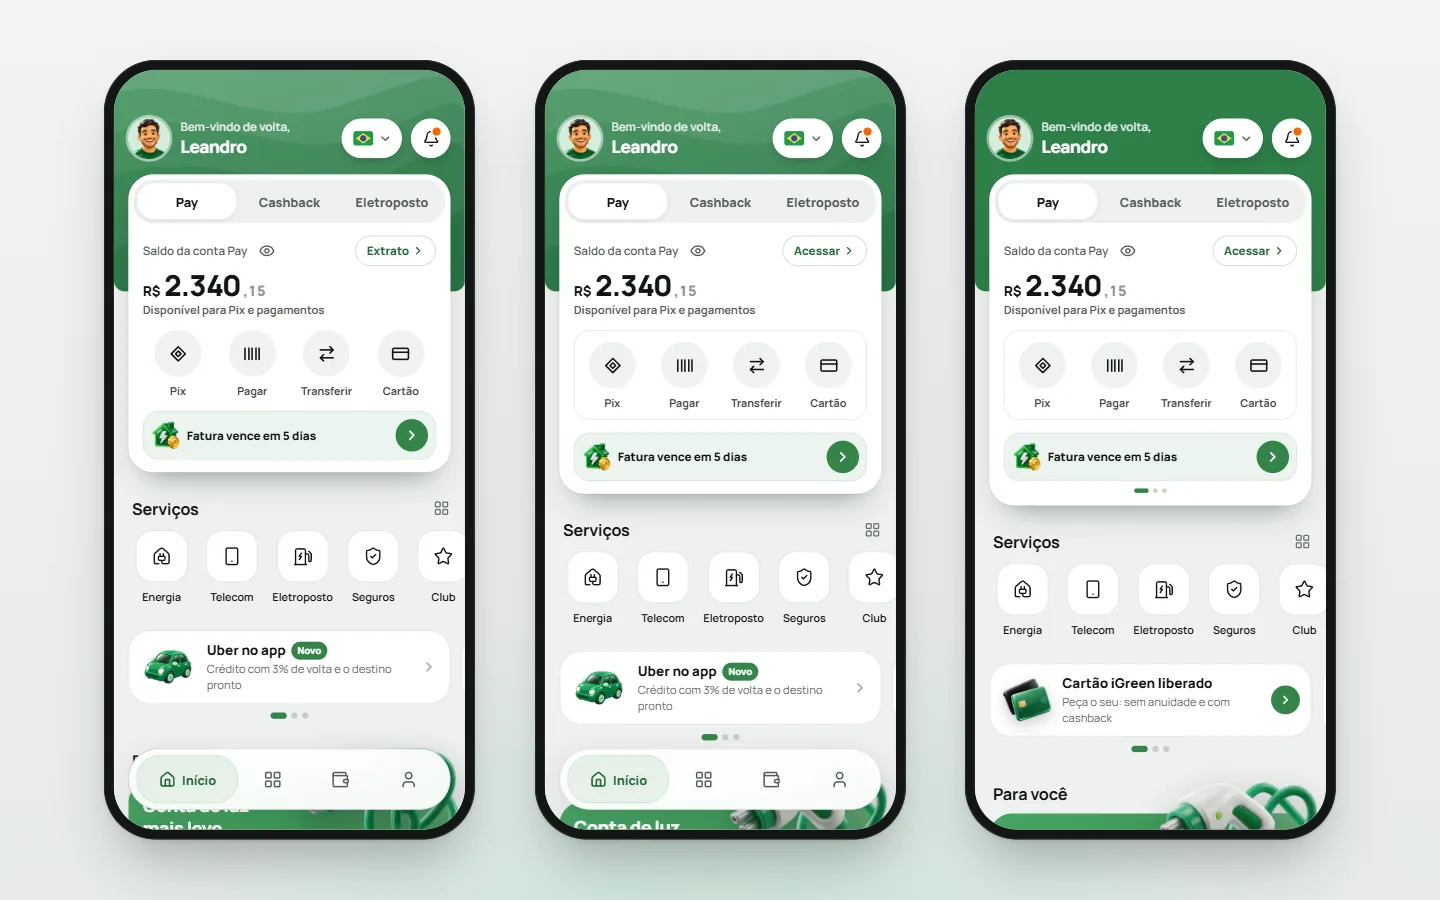 Bem-vindo de volta,
Leandro
Pay
Cashback
Eletroposto
Saldo da conta Pay
Extrato
R$ 2.340,15
Disponível para Pix e pagamentos
Pix
Pagar
Transferir
Cartão
Fatura vence em 5 dias
Serviços
Energia
Telecom
Eletroposto
Seguros
Club
Uber no app
Novo
Crédito com 3% de volta e o destino
pronto
Início
Conta de luz
Bem-vindo de volta,
Leandro
Pay
Cashback
Eletroposto
Saldo da conta Pay
Acessar
R$ 2.340,15
Disponível para Pix e pagamentos
Pix
Pagar
Transferir
Cartão
Fatura vence em 5 dias
Serviços
Energia
Telecom
Eletroposto
Seguros
Club
Uber no app
Novo
Crédito com 3% de volta e o destino
pronto
Início
Conta de luz
Bem-vindo de volta,
Leandro
Pay
Cashback
Eletroposto
Saldo da conta Pay
Acessar
R$ 2.340,15
Disponível para Pix e pagamentos
Pix
Pagar
Transferir
Cartão
Fatura vence em 5 dias
Serviços
Energia
Telecom
Eletroposto
Seguros
Club
Cartão iGreen liberado
Peça o seu: sem anuidade e com
cashback
Para você